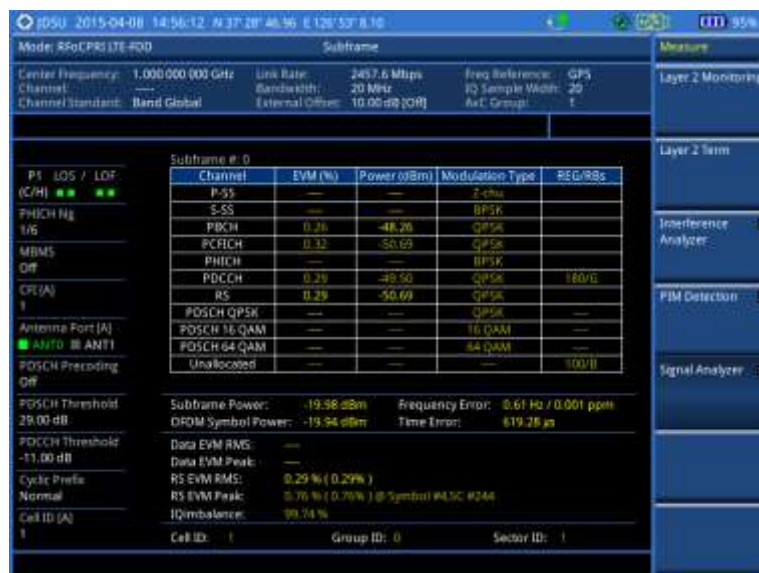 JDSU 2015-04-08 14:56:12 N 37° 28' 46.96 E 126° 53' 8.10 95%
Mode: RFoCPRI LTE-FDD Subframe Measure
Center Frequency: 1.000 000 000 GHz Link Rate: 2457.6 Mbps Freq Reference: GPS
Channel: ---- Bandwidth: 20 MHz IQ Sample Width: 20
Channel Standard: Band Global External Offset: 10.00 dB [Off] AxC Group: 1
Layer 2 Monitoring
Layer 2 Term
Interference Analyzer
PIM Detection
Signal Analyzer
P1 LOS / LOF
(C/H)
PHICH Ng
1/6
MBMS
Off
CFI [A]
1
Antenna Port [A]
ANT0 ANT1
PDSCH Precoding
Off
PDSCH Threshold
29.00 dB
PDCCH Threshold
-11.00 dB
Cyclic Prefix
Normal
Cell ID [A]
1
Subframe #: 0
Channel EVM (%) Power (dBm) Modulation Type REG/RBs
P-SS ---- ---- Z-chu
S-SS ---- ---- BPSK
PBCH 0.26 -48.26 QPSK
PCFICH 0.32 -50.69 QPSK
PHICH ---- ---- BPSK
PDCCH 0.29 -49.50 QPSK 180/G
RS 0.29 -50.69 QPSK
PDSCH QPSK ---- ---- QPSK ----
PDSCH 16 QAM ---- ---- 16 QAM ----
PDSCH 64 QAM ---- ---- 64 QAM ----
Unallocated ---- ---- ---- 100/B
Subframe Power: -19.98 dBm Frequency Error: 0.61 Hz / 0.001 ppm
OFDM Symbol Power: -19.94 dBm Time Error: 619.28 µs
Data EVM RMS: ----
Data EVM Peak: ----
RS EVM RMS: 0.29 % ( 0.29% )
RS EVM Peak: 0.76 % ( 0.76% ) @ Symbol #4,SC #244
IQimbalance: 99.74 %
Cell ID: 1 Group ID: 0 Sector ID: 1